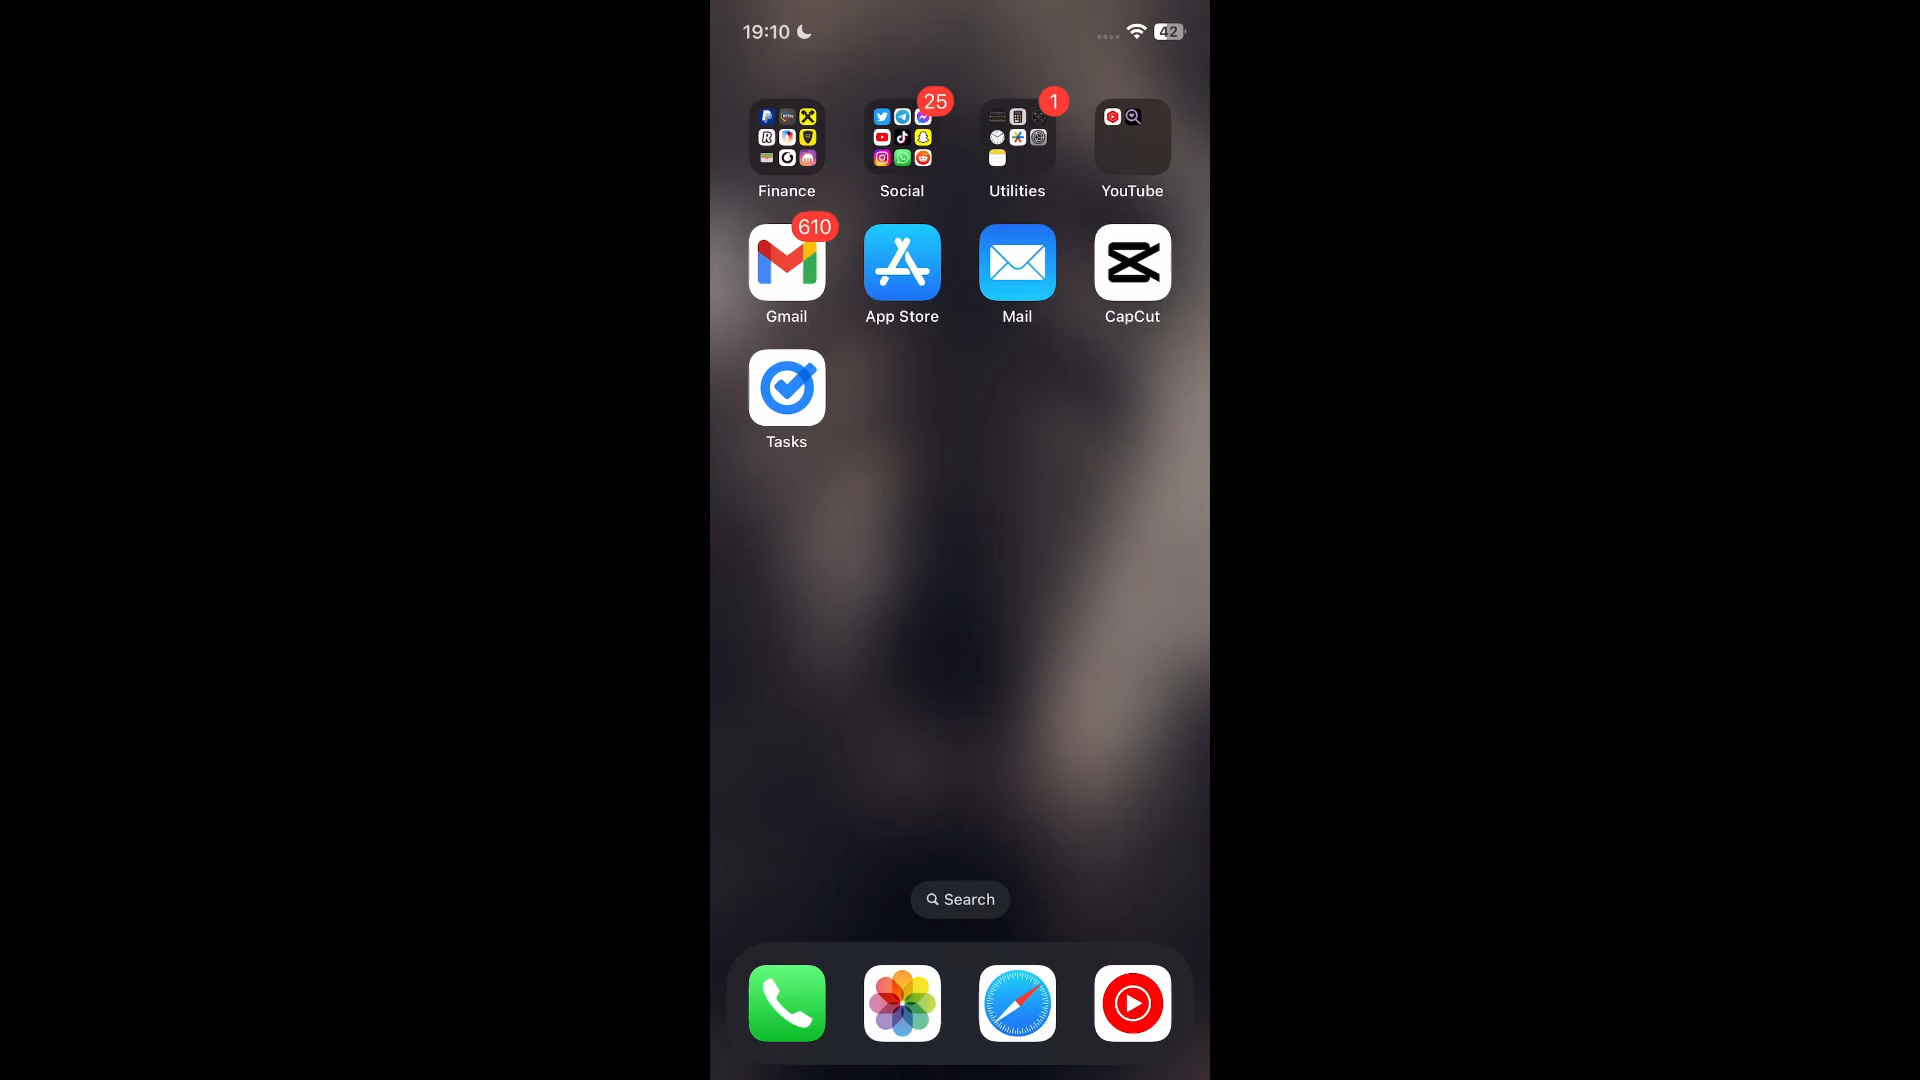 19:10
42
25
1
Finance
Social
Utilities
YouTube
610
Gmail
App Store
Mail
CapCut
Tasks
Search